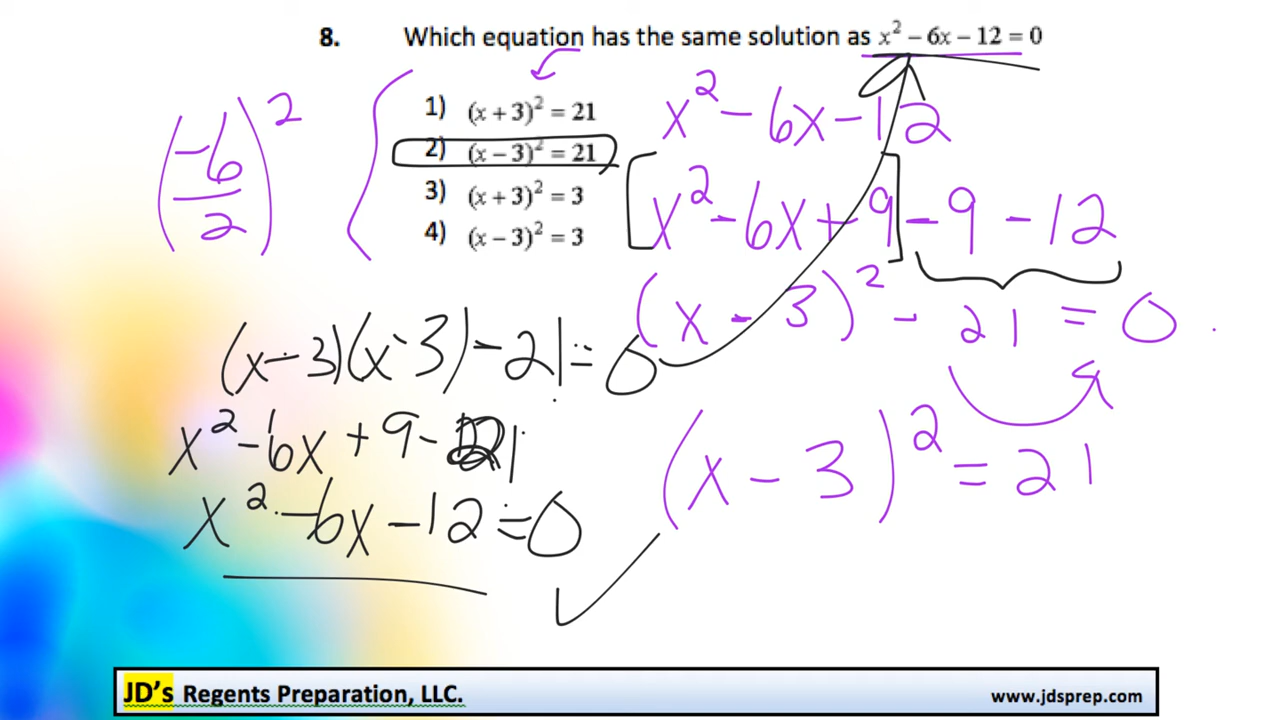 8. Which equation has the same solution as x² − 6x − 12 = 0
1) (x + 3)² = 21
2) (x − 3)² = 21
3) (x + 3)² = 3
4) (x − 3)² = 3
(-6/2)²
x² - 6x - 12
[x² - 6x + 9] - 9 - 12
(x - 3)² - 21 = 0
(x - 3)² = 21
(x - 3)(x - 3) - 21 = 0
x² - 6x + 9 - 21
x² - 6x - 12 = 0
JD's Regents Preparation, LLC.
www.jdsprep.com